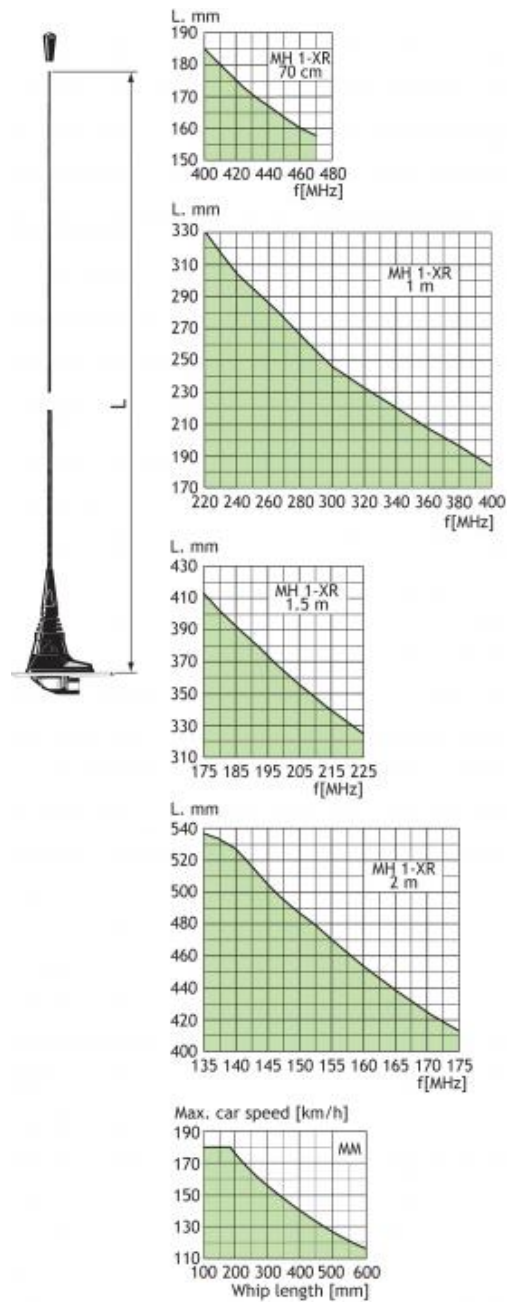 L. mm
190
180
170
160
150
MH 1-XR
70 cm
400 420 440 460 480
f[MHz]
L. mm
330
310
290
270
250
230
210
190
170
MH 1-XR
1 m
220 240 260 280 300 320 340 360 380 400
f[MHz]
L
L. mm
430
410
390
370
350
330
310
MH 1-XR
1.5 m
175 185 195 205 215 225
f[MHz]
L. mm
540
520
500
480
460
440
420
400
MH 1-XR
2 m
135 140 145 150 155 160 165 170 175
f[MHz]
Max. car speed [km/h]
190
170
150
130
110
MM
100 200 300 400 500 600
Whip length [mm]